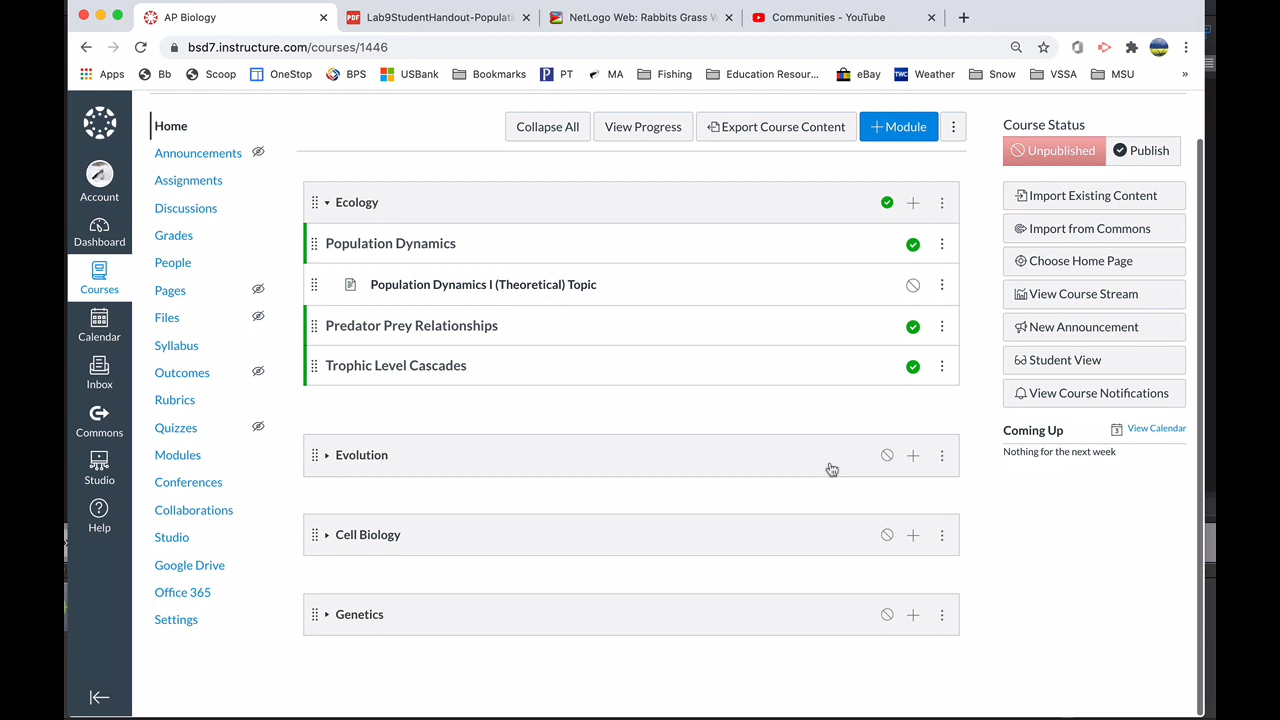 AP Biology
Lab9StudentHandout-Populati
NetLogo Web: Rabbits Grass W
Communities - YouTube
bsd7.instructure.com/courses/1446
Apps Bb Scoop OneStop BPS USBank Bookmarks PT MA Fishing Education resour... eBay Weather Snow VSSA MSU »
Account
Dashboard
Courses
Calendar
Inbox
Commons
Studio
Help
Home
Announcements
Assignments
Discussions
Grades
People
Pages
Files
Syllabus
Outcomes
Rubrics
Quizzes
Modules
Conferences
Collaborations
Studio
Google Drive
Office 365
Settings
Collapse All View Progress Export Course Content + Module
Ecology
Population Dynamics
Population Dynamics I (Theoretical) Topic
Predator Prey Relationships
Trophic Level Cascades
Evolution
Cell Biology
Genetics
Course Status
Unpublished Publish
Import Existing Content
Import from Commons
Choose Home Page
View Course Stream
New Announcement
Student View
View Course Notifications
Coming Up View Calendar
Nothing for the next week